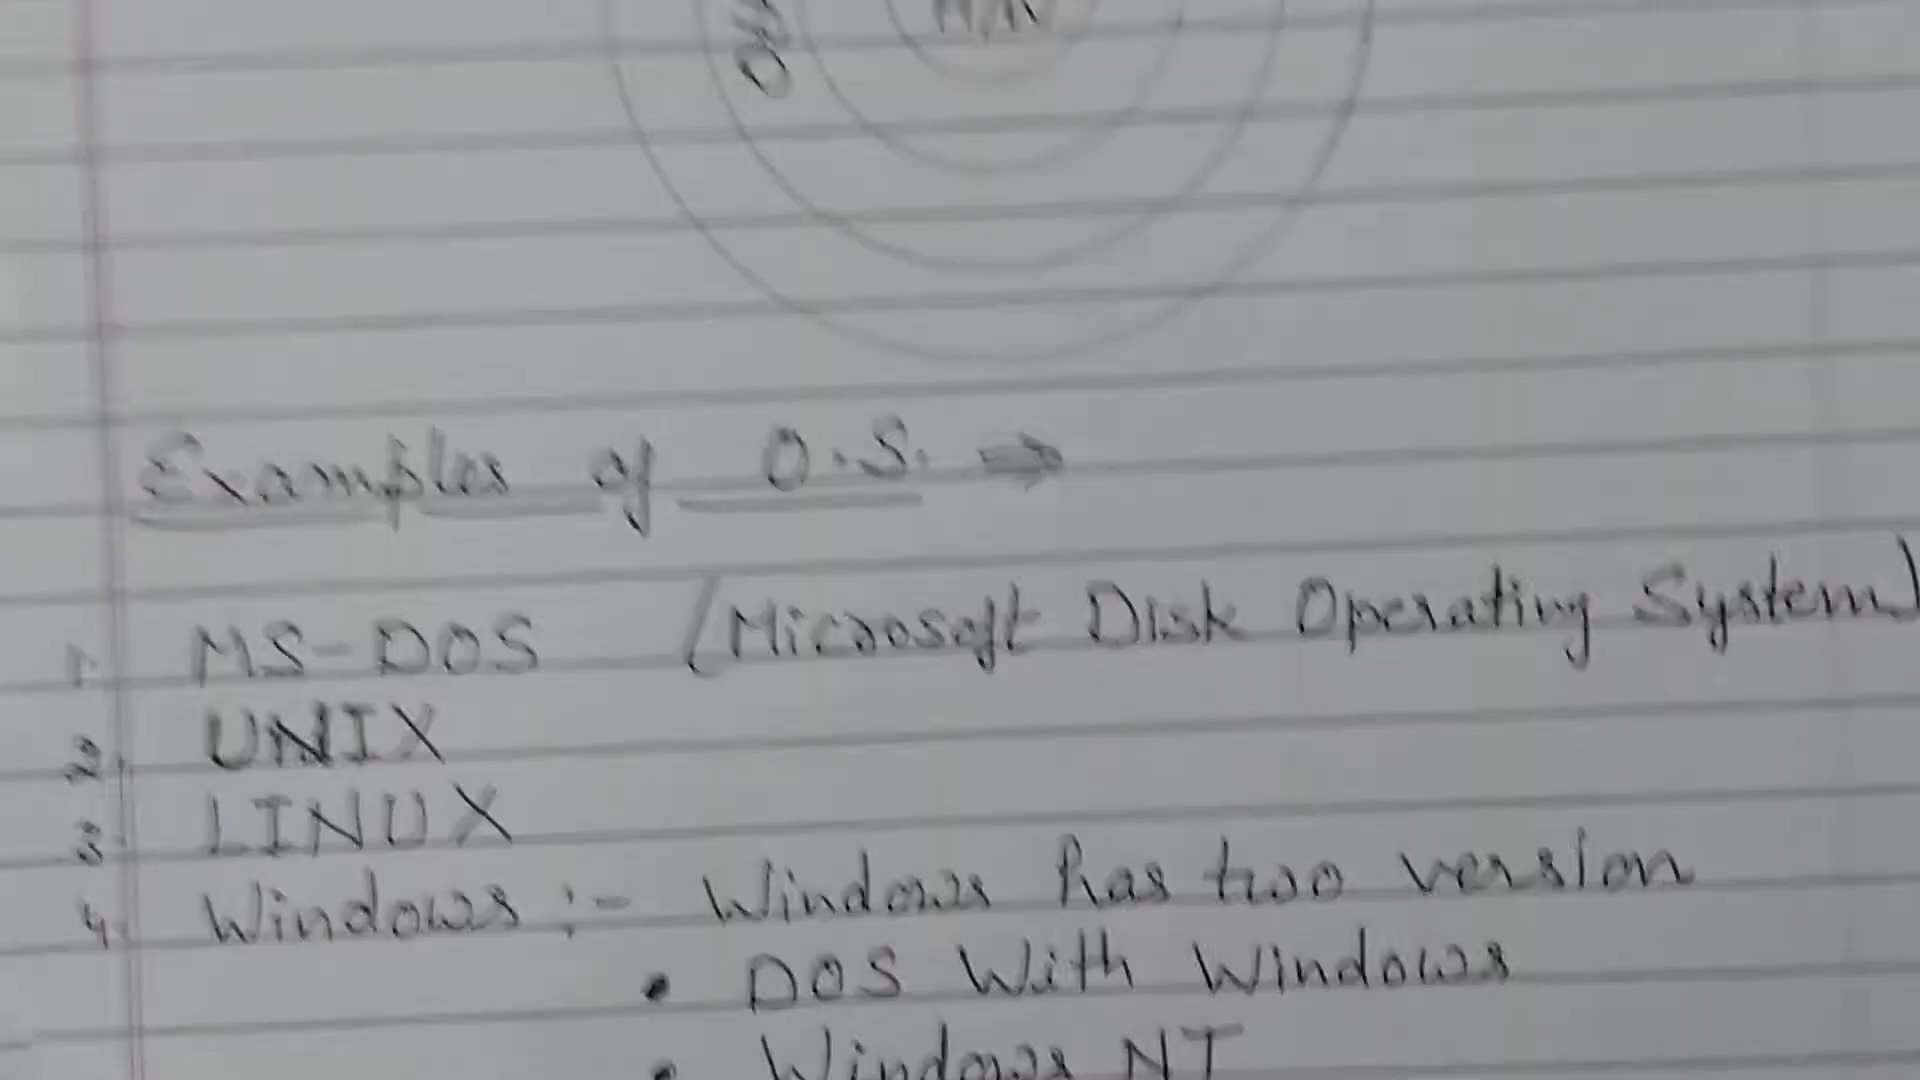 Examples of O.S. ⇒
1. MS-DOS (Microsoft Disk Operating System)
2. UNIX
3. LINUX
4. Windows :- Windows has two version
• DOS With Windows
• Windows NT